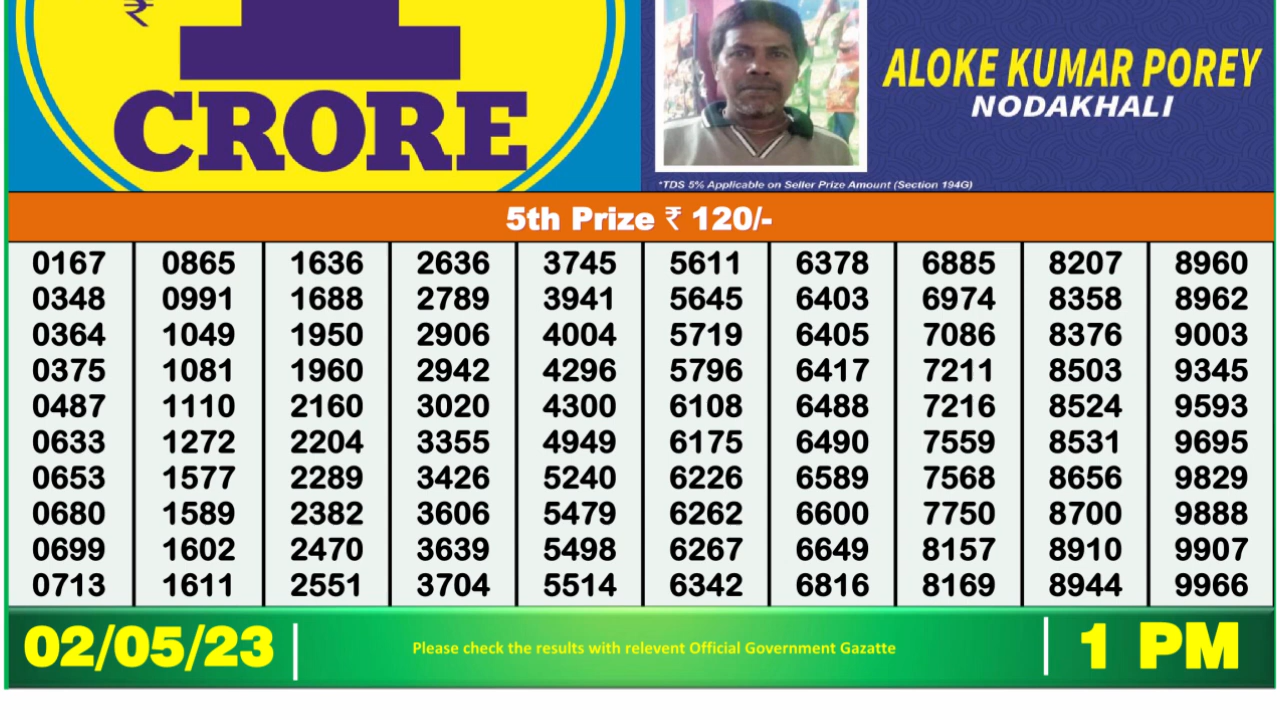 ₹
1
CRORE
ALOKE KUMAR POREY
NODAKHALI
*TDS 5% Applicable on Seller Prize Amount (Section 194G)
5th Prize ₹ 120/-
0167 0865 1636 2636 3745 5611 6378 6885 8207 8960
0348 0991 1688 2789 3941 5645 6403 6974 8358 8962
0364 1049 1950 2906 4004 5719 6405 7086 8376 9003
0375 1081 1960 2942 4296 5796 6417 7211 8503 9345
0487 1110 2160 3020 4300 6108 6488 7216 8524 9593
0633 1272 2204 3355 4949 6175 6490 7559 8531 9695
0653 1577 2289 3426 5240 6226 6589 7568 8656 9829
0680 1589 2382 3606 5479 6262 6600 7750 8700 9888
0699 1602 2470 3639 5498 6267 6649 8157 8910 9907
0713 1611 2551 3704 5514 6342 6816 8169 8944 9966
02/05/23 Please check the results with relevent Official Government Gazatte 1 PM